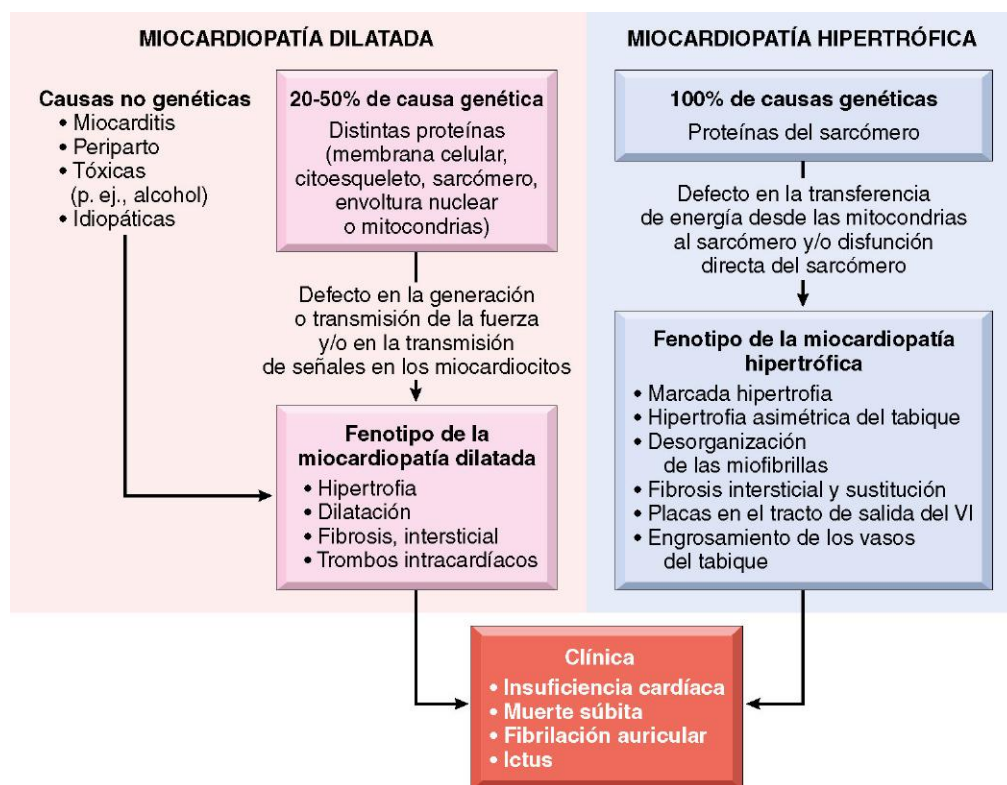 MIOCARDIOPATÍA DILATADA
Causas no genéticas
• Miocarditis
• Periparto
• Tóxicas
(p. ej., alcohol)
• Idiopáticas
20-50% de causa genética
Distintas proteínas
(membrana celular,
citoesqueleto, sarcómero,
envoltura nuclear
o mitocondrias)
Defecto en la generación
o transmisión de la fuerza
y/o en la transmisión
de señales en los miocardiocitos
Fenotipo de la
miocardiopatía dilatada
• Hipertrofia
• Dilatación
• Fibrosis, intersticial
• Trombos intracardíacos
MIOCARDIOPATÍA HIPERTRÓFICA
100% de causas genéticas
Proteínas del sarcómero
Defecto en la transferencia
de energía desde las mitocondrias
al sarcómero y/o disfunción
directa del sarcómero
Fenotipo de la miocardiopatía
hipertrófica
• Marcada hipertrofia
• Hipertrofia asimétrica del tabique
• Desorganización
de las miofibrillas
• Fibrosis intersticial y sustitución
• Placas en el tracto de salida del VI
• Engrosamiento de los vasos
del tabique
Clínica
• Insuficiencia cardíaca
• Muerte súbita
• Fibrilación auricular
• Ictus